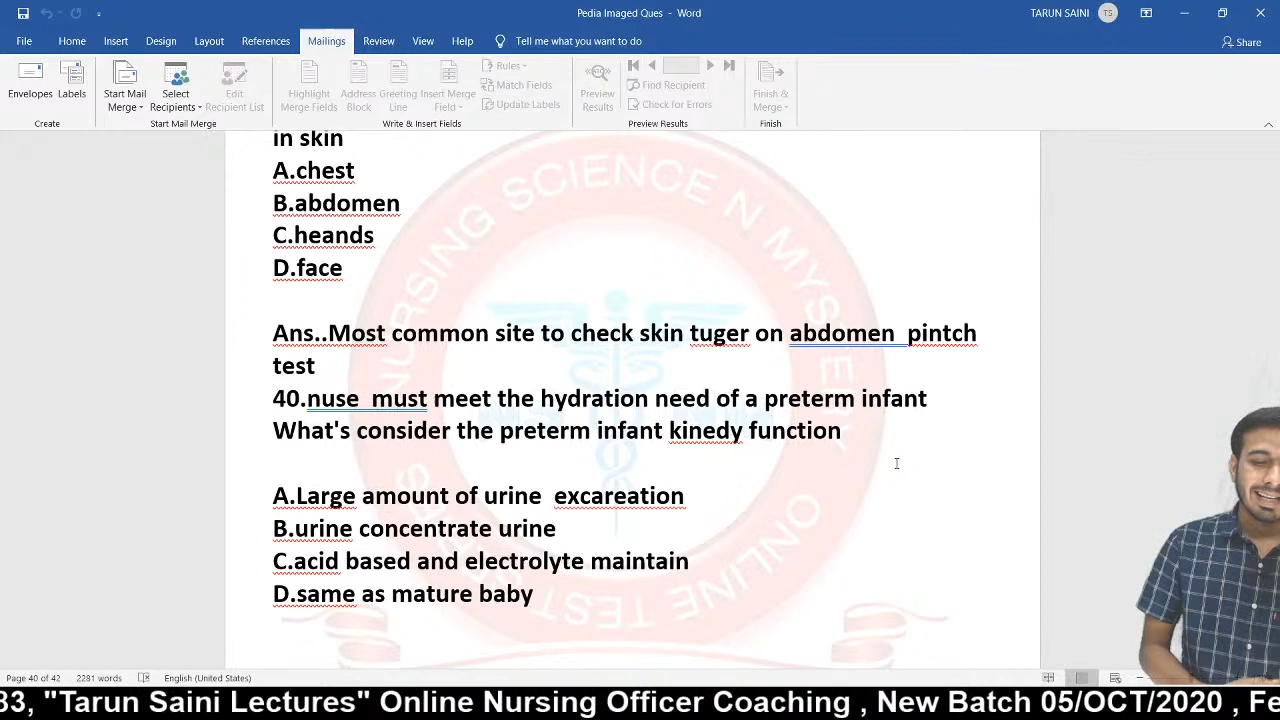 Pedia Imaged Ques - Word
TARUN SAINI TS
File Home Insert Design Layout References Mailings Review View Help Tell me what you want to do Share
Envelopes Labels Start Mail Merge Select Recipients Edit Recipient List Highlight Merge Fields Address Block Greeting Line Insert Merge Field Rules Match Fields Update Labels Preview Results Find Recipient Check for Errors Finish & Merge
Create Start Mail Merge Write & Insert Fields Preview Results Finish
in skin
A.chest
B.abdomen
C.heands
D.face
Ans..Most common site to check skin tuger on abdomen pintch
test
40.nuse must meet the hydration need of a preterm infant
What's consider the preterm infant kinedy function
A.Large amount of urine excareation
B.urine concentrate urine
C.acid based and electrolyte maintain
D.same as mature baby
NURSING SCIENCE N MYSTERY
ONLINE TEST
Page 40 of 42 2281 words English (United States)
83, "Tarun Saini Lectures" Online Nursing Officer Coaching , New Batch 05/OCT/2020 , Fe